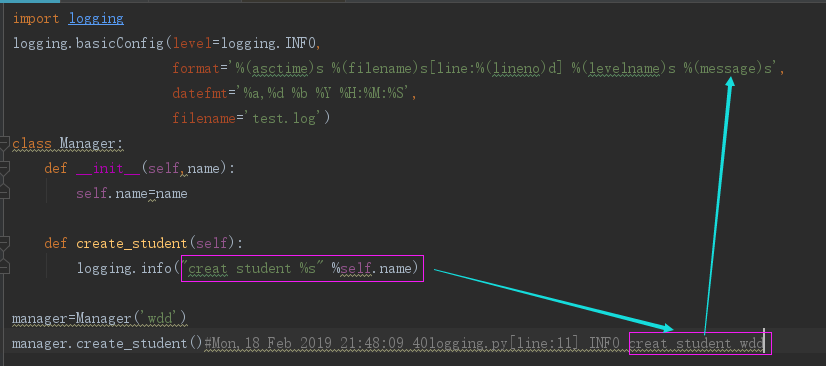 import logging
logging.basicConfig(level=logging.INFO,
format='%(asctime)s %(filename)s[line:%(lineno)d] %(levelname)s %(message)s',
datefmt='%a,%d %b %Y %H:%M:%S',
filename='test.log')
class Manager:
def __init__(self,name):
self.name=name
def create_student(self):
logging.info("creat student %s" %self.name)
manager=Manager('wdd')
manager.create_student()#Mon,18 Feb 2019 21:48:09 40logging.py[line:11] INFO creat student wdd